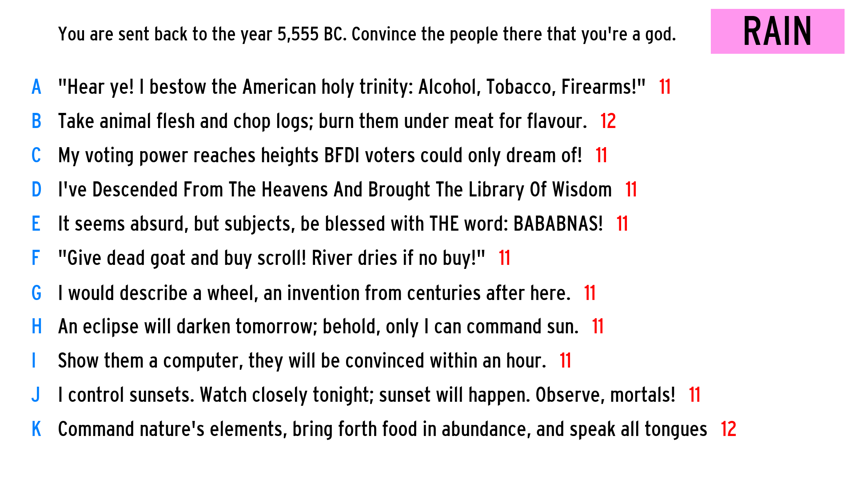 You are sent back to the year 5,555 BC. Convince the people there that you're a god.
RAIN
A "Hear ye! I bestow the American holy trinity: Alcohol, Tobacco, Firearms!" 11
B Take animal flesh and chop logs; burn them under meat for flavour. 12
C My voting power reaches heights BFDI voters could only dream of! 11
D I've Descended From The Heavens And Brought The Library Of Wisdom 11
E It seems absurd, but subjects, be blessed with THE word: BABABNAS! 11
F "Give dead goat and buy scroll! River dries if no buy!" 11
G I would describe a wheel, an invention from centuries after here. 11
H An eclipse will darken tomorrow; behold, only I can command sun. 11
I Show them a computer, they will be convinced within an hour. 11
J I control sunsets. Watch closely tonight; sunset will happen. Observe, mortals! 11
K Command nature's elements, bring forth food in abundance, and speak all tongues 12